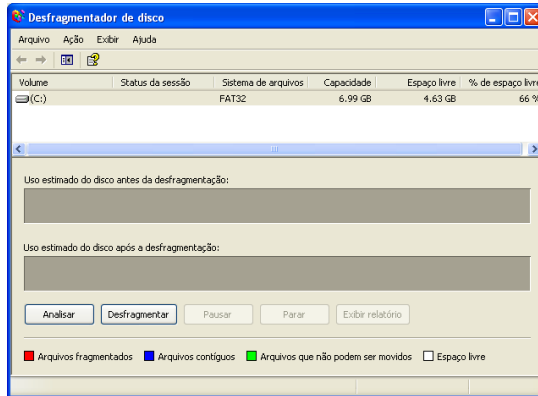 Desfragmentador de disco
Arquivo Ação Exibir Ajuda
Volume Status da sessão Sistema de arquivos Capacidade Espaço livre % de espaço livre
(C:) FAT32 6.99 GB 4.63 GB 66 %
Uso estimado do disco antes da desfragmentação:
Uso estimado do disco após a desfragmentação:
Analisar Desfragmentar Pausar Parar Exibir relatório
Arquivos fragmentados Arquivos contíguos Arquivos que não podem ser movidos Espaço livre